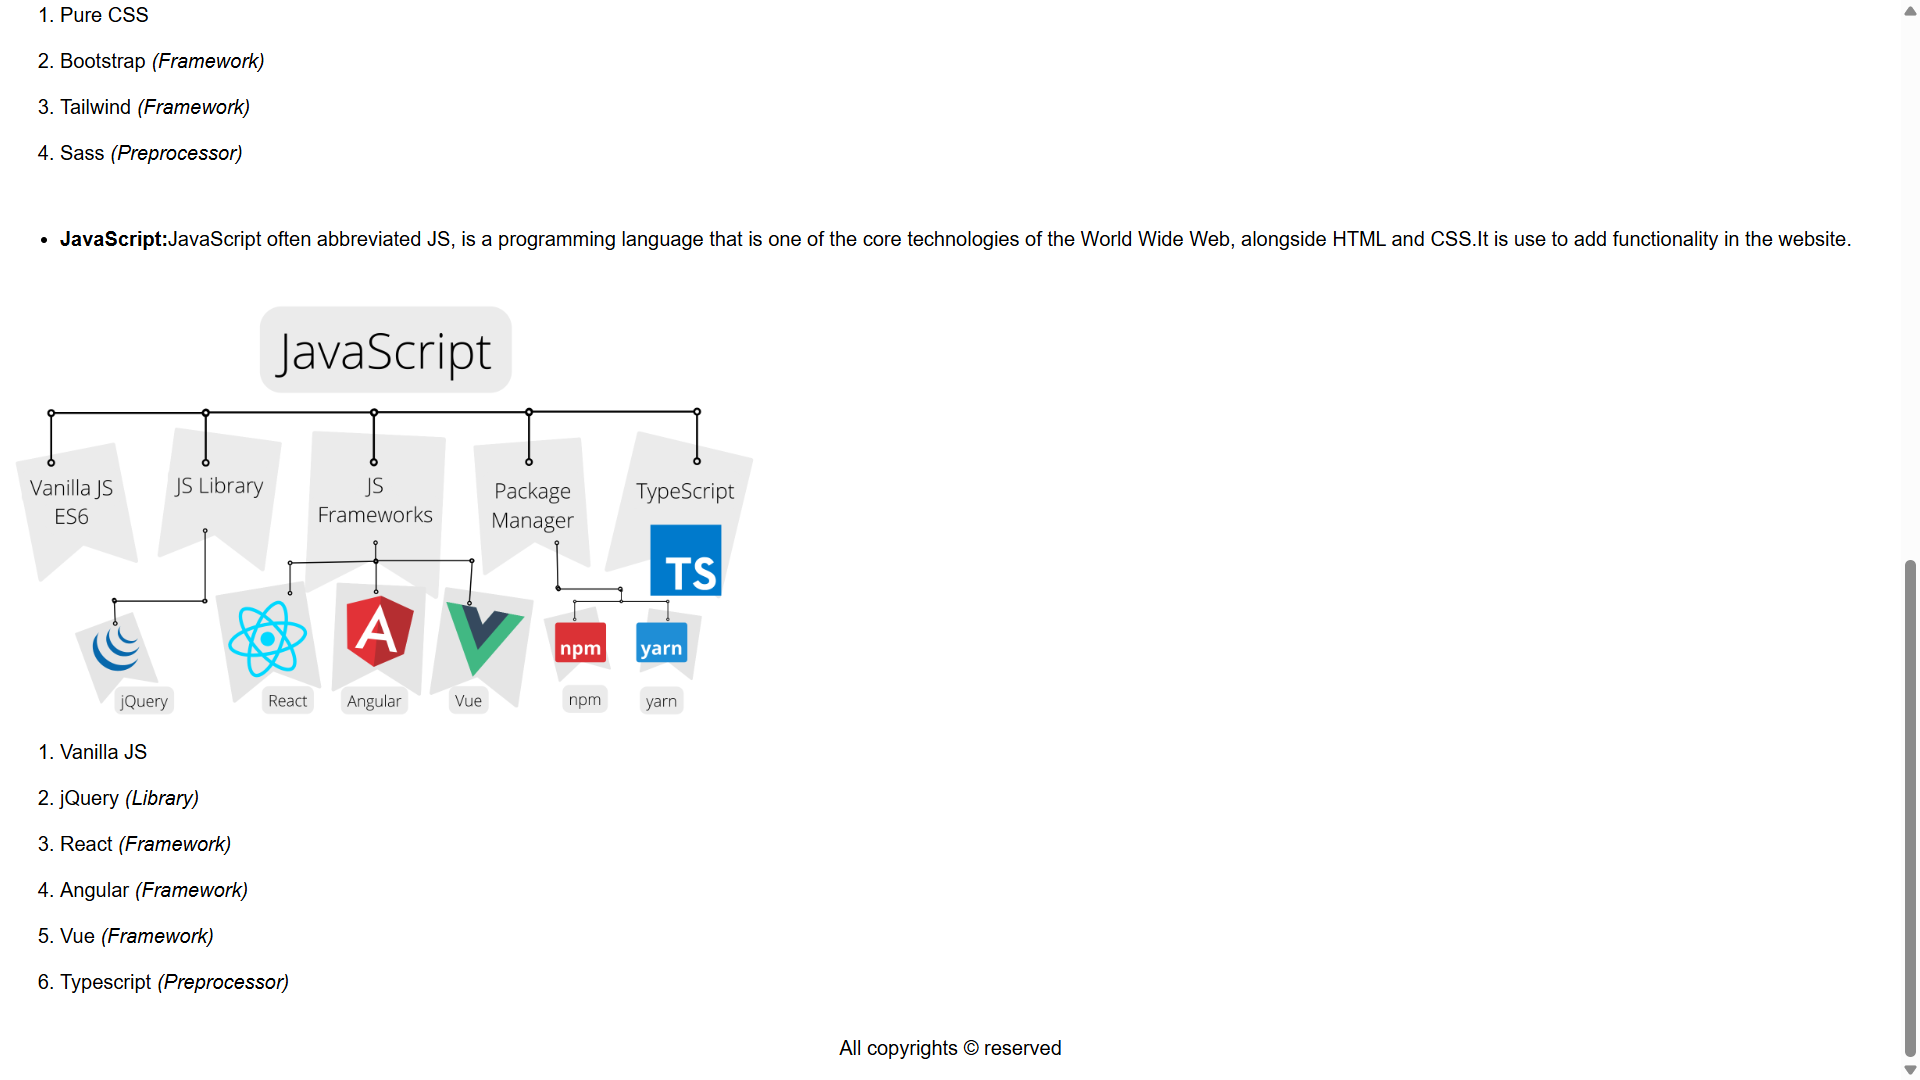 1. Pure CSS
2. Bootstrap (Framework)
3. Tailwind (Framework)
4. Sass (Preprocessor)
• JavaScript:JavaScript often abbreviated JS, is a programming language that is one of the core technologies of the World Wide Web, alongside HTML and CSS.It is use to add functionality in the website.
JavaScript
Vanilla JS
ES6
JS Library
JS
Frameworks
Package
Manager
TypeScript
TS
npm
yarn
jQuery
React
Angular
Vue
npm
yarn
1. Vanilla JS
2. jQuery (Library)
3. React (Framework)
4. Angular (Framework)
5. Vue (Framework)
6. Typescript (Preprocessor)
All copyrights © reserved